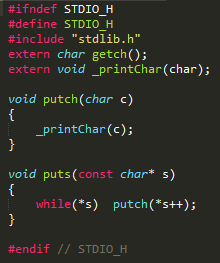 #ifndef STDIO_H
#define STDIO_H
#include "stdlib.h"
extern char getch();
extern void _printChar(char);

void putch(char c)
{
    _printChar(c);
}

void puts(const char* s)
{
    while(*s)  putch(*s++);
}

#endif // STDIO_H